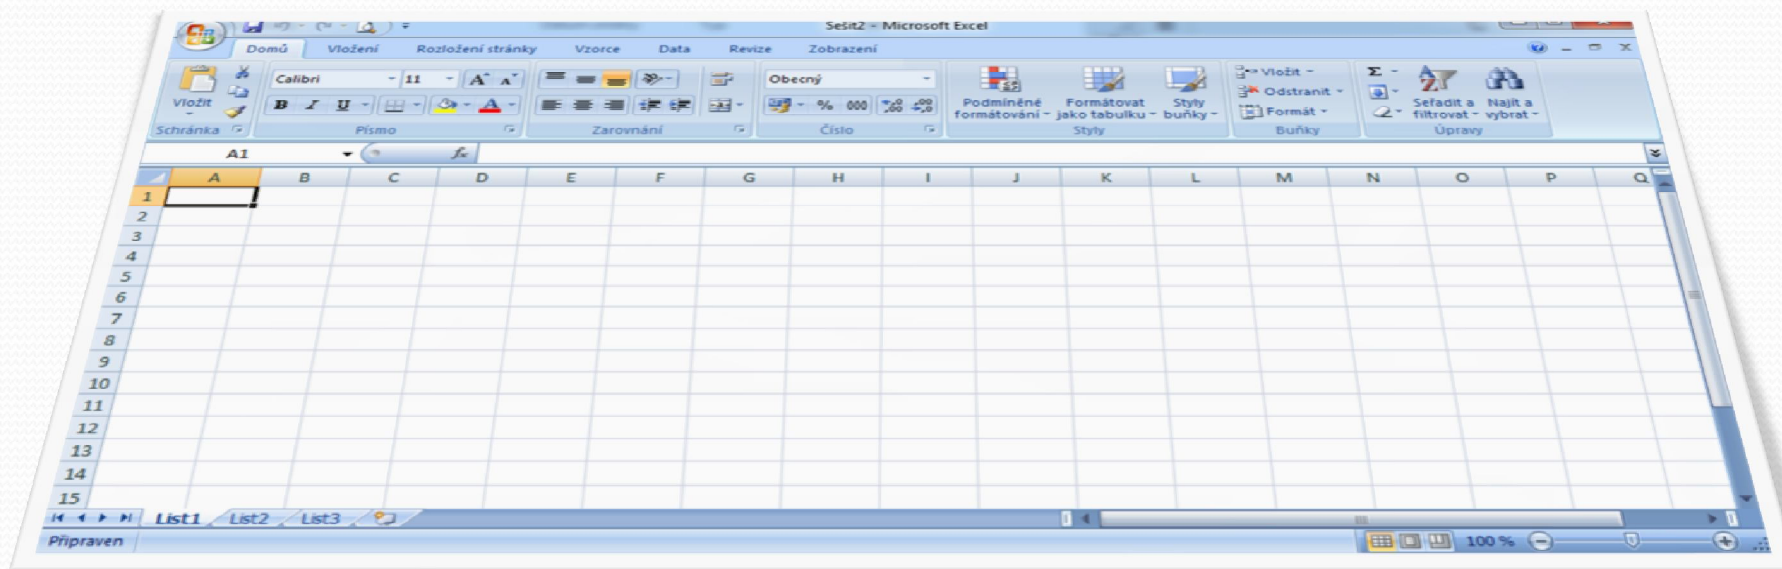 Sešit2 - Microsoft Excel
Domů Vložení Rozložení stránky Vzorce Data Revize Zobrazení
Calibri 11 A A Obecný
Vložit B I U A % 000
Podmíněné formátování Formátovat jako tabulku Styly buňky
Vložit
Odstranit
Formát
Σ
Seřadit a filtrovat Najít a vybrat
Schránka Písmo Zarovnání Číslo Styly Buňky Úpravy
A1 fx
A B C D E F G H I J K L M N O P Q
1
2
3
4
5
6
7
8
9
10
11
12
13
14
15
List1 List2 List3
Připraven 100 %